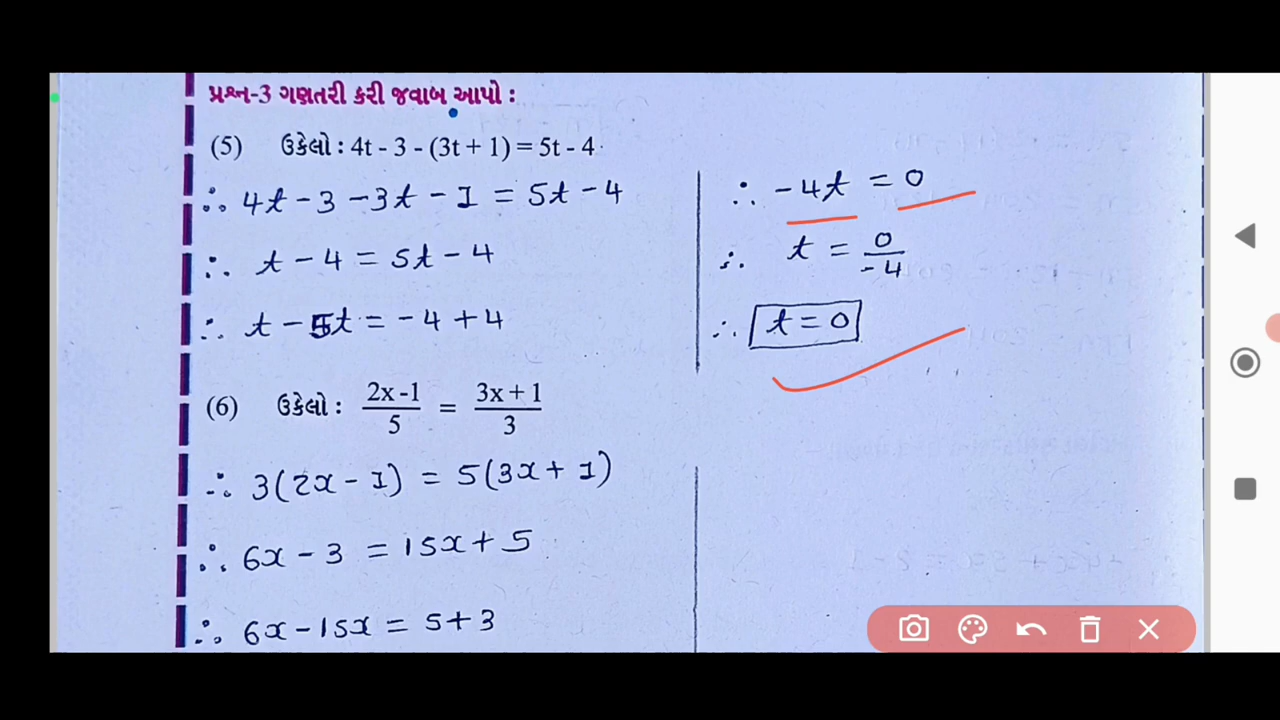 પ્રશ્ન-3 ગણતરી કરી જવાબ આપો :
(5) ઉકેલો : 4t - 3 - (3t + 1) = 5t - 4
∴ 4t - 3 - 3t - 1 = 5t - 4
∴ t - 4 = 5t - 4
∴ t - 5t = -4 + 4
∴ -4t = 0
∴ t = 0/-4
∴ t = 0
(6) ઉકેલો : (2x-1)/5 = (3x+1)/3
∴ 3(2x - 1) = 5(3x + 1)
∴ 6x - 3 = 15x + 5
∴ 6x - 15x = 5 + 3